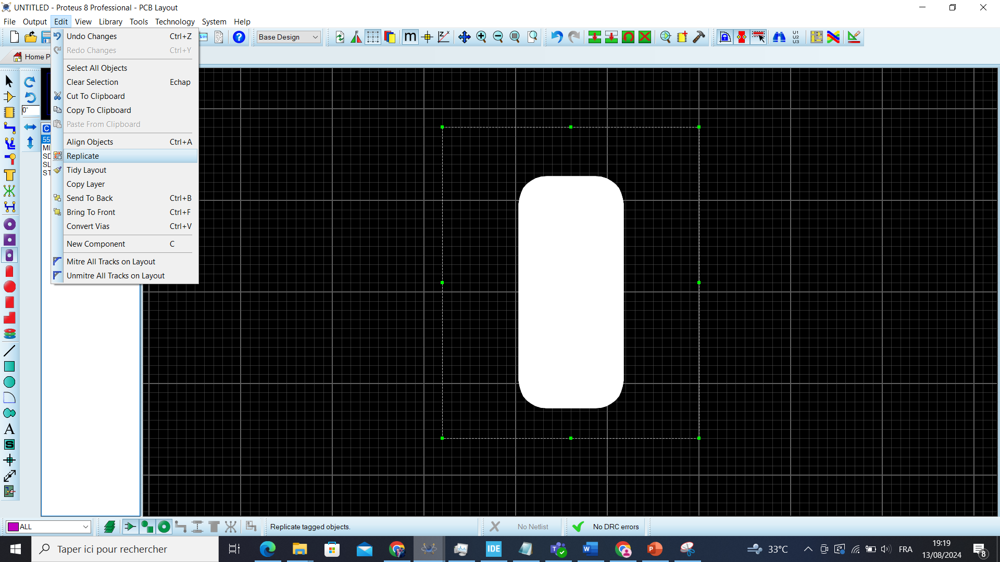 UNTITLED - Proteus 8 Professional - PCB Layout
File Output Edit View Library Tools Technology System Help
Base Design
Home P
Undo Changes Ctrl+Z
Redo Changes Ctrl+Y
Select All Objects
Clear Selection Echap
Cut To Clipboard
Copy To Clipboard
Paste From Clipboard
Align Objects Ctrl+A
Replicate
Tidy Layout
Copy Layer
Send To Back Ctrl+B
Bring To Front Ctrl+F
Convert Vias Ctrl+V
New Component C
Mitre All Tracks on Layout
Unmitre All Tracks on Layout
0°
C
55
MI
SD
SL
ST
m
U1
U2
U3
A
S
ALL
Replicate tagged objects.
No Netlist
No DRC errors
Taper ici pour rechercher
IDE
33°C
FRA
19:19
13/08/2024
8